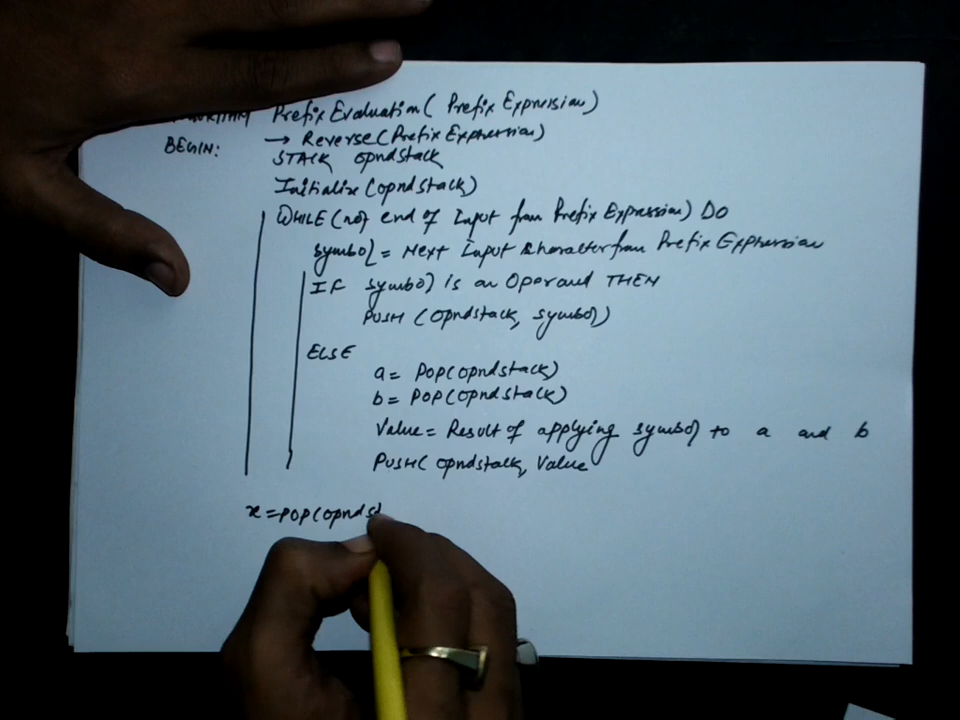 Prefix Evaluation( Prefix Expression)
BEGIN: → Reverse(Prefix Expression)
STACK opndstack
Initialize(opndstack)
WHILE(not end of Input from Prefix Expression) Do
symbol = Next Input Character from Prefix Expression
IF symbol is an Operand THEN
PUSH (opndstack, symbol)
ELSE
a = POP(opndstack)
b = POP(opndstack)
Value = Result of applying symbol to a and b
PUSH( opndstack, Value
x = POP(opnds